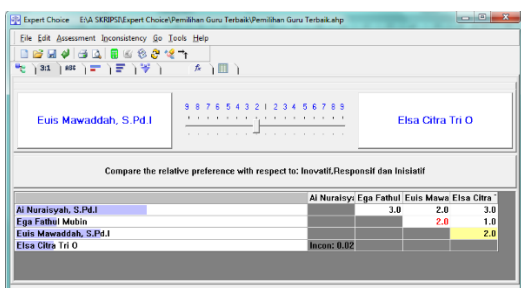 Expert Choice E:\A SKRIPSI\Expert Choice\Pemilihan Guru Terbaik\Pemilihan Guru Terbaik.ahp
File Edit Assessment Inconsistency Go Tools Help
3:1 ABC
9 8 7 6 5 4 3 2 1 2 3 4 5 6 7 8 9
Euis Mawaddah, S.Pd.I Elsa Citra Tri O
Compare the relative preference with respect to: Inovatif,Responsif dan Inisiatif
Ai Nuraisya Ega Fathul Euis Mawa Elsa Citra
Ai Nuraisyah, S.Pd.I 3.0 2.0 3.0
Ega Fathul Mubin 2.0 1.0
Euis Mawaddah, S.Pd.I 2.0
Elsa Citra Tri O Incon: 0.02